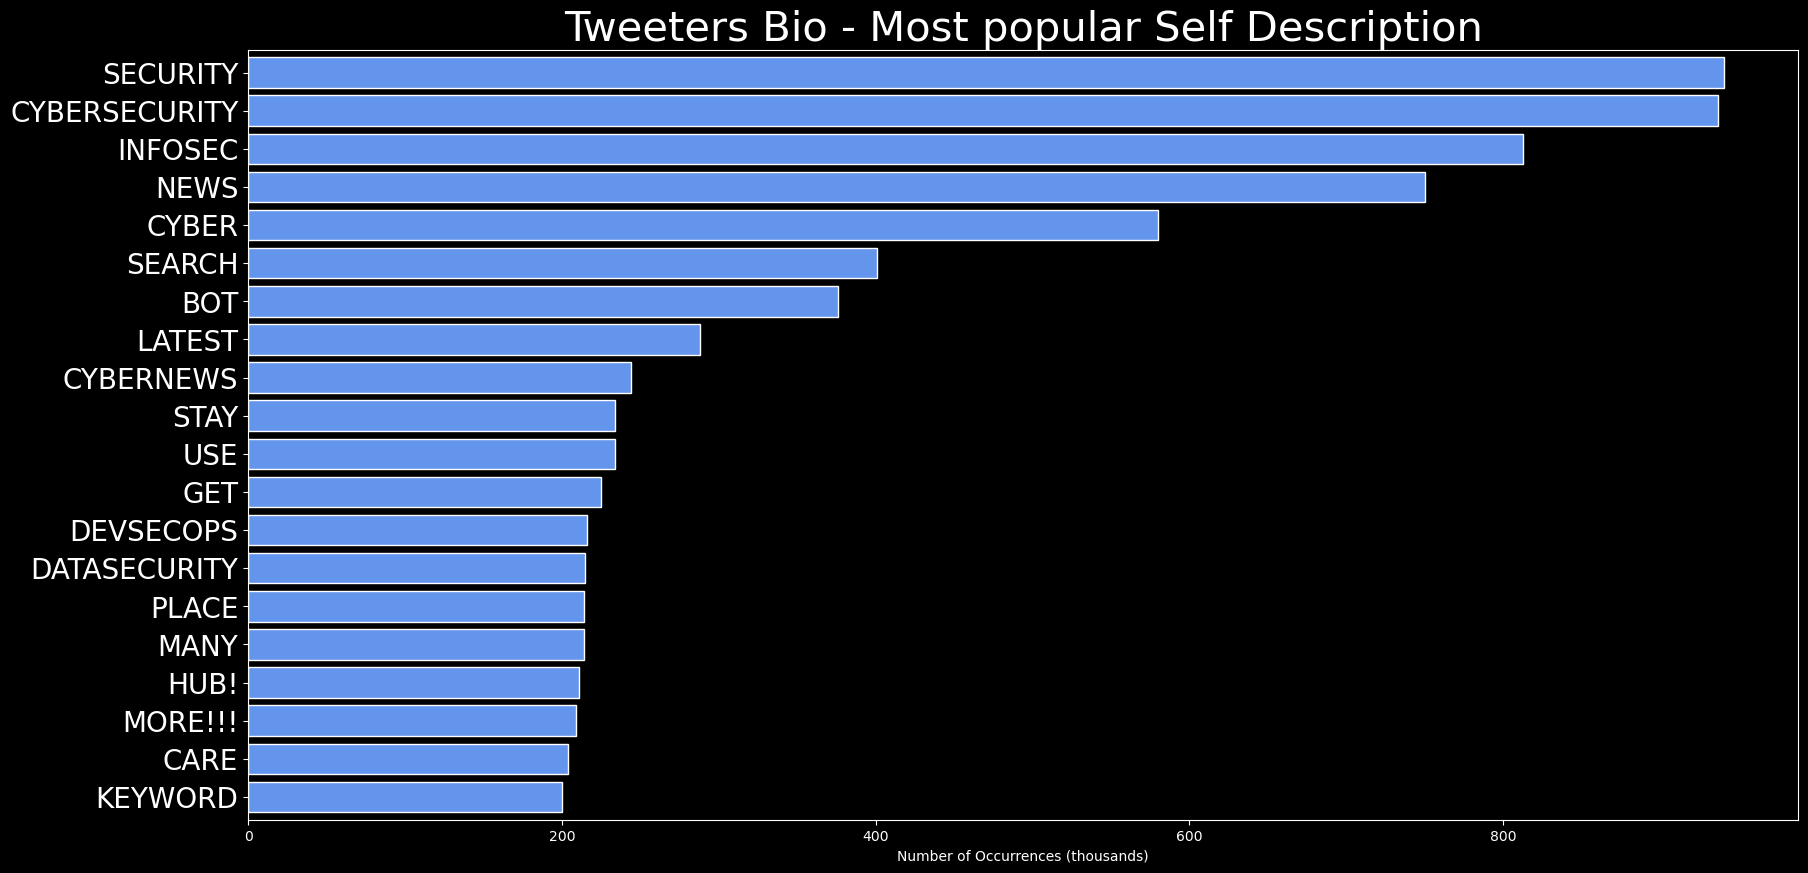 Tweeters Bio - Most popular Self Description
SECURITY
CYBERSECURITY
INFOSEC
NEWS
CYBER
SEARCH
BOT
LATEST
CYBERNEWS
STAY
USE
GET
DEVSECOPS
DATASECURITY
PLACE
MANY
HUB!
MORE!!!
CARE
KEYWORD
0 200 400 600 800
Number of Occurrences (thousands)